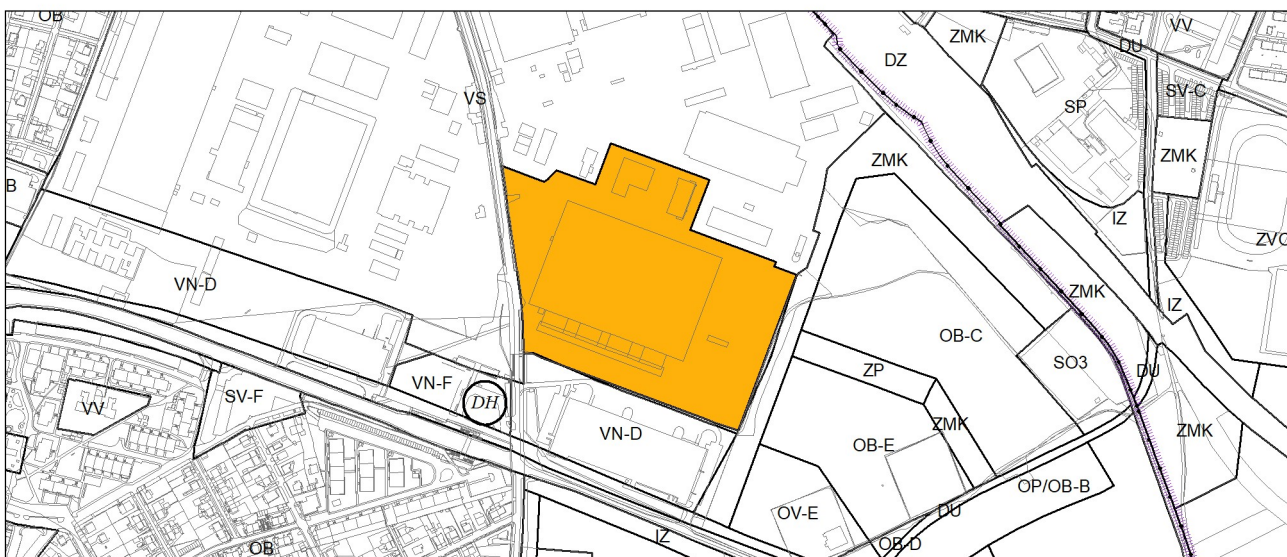 OB
ZMK
VV
DU
DZ
VS
SP
SV-C
ZMK
ZMK
B
IZ
ZVO
VN-D
ZMK
IZ
OB-C
SO3
ZP
DU
VN-F
DH
SV-F
VV
VN-D
ZMK
OB-E
ZMK
OP/OB-B
OV-E
DU
IZ
OB
OB-D